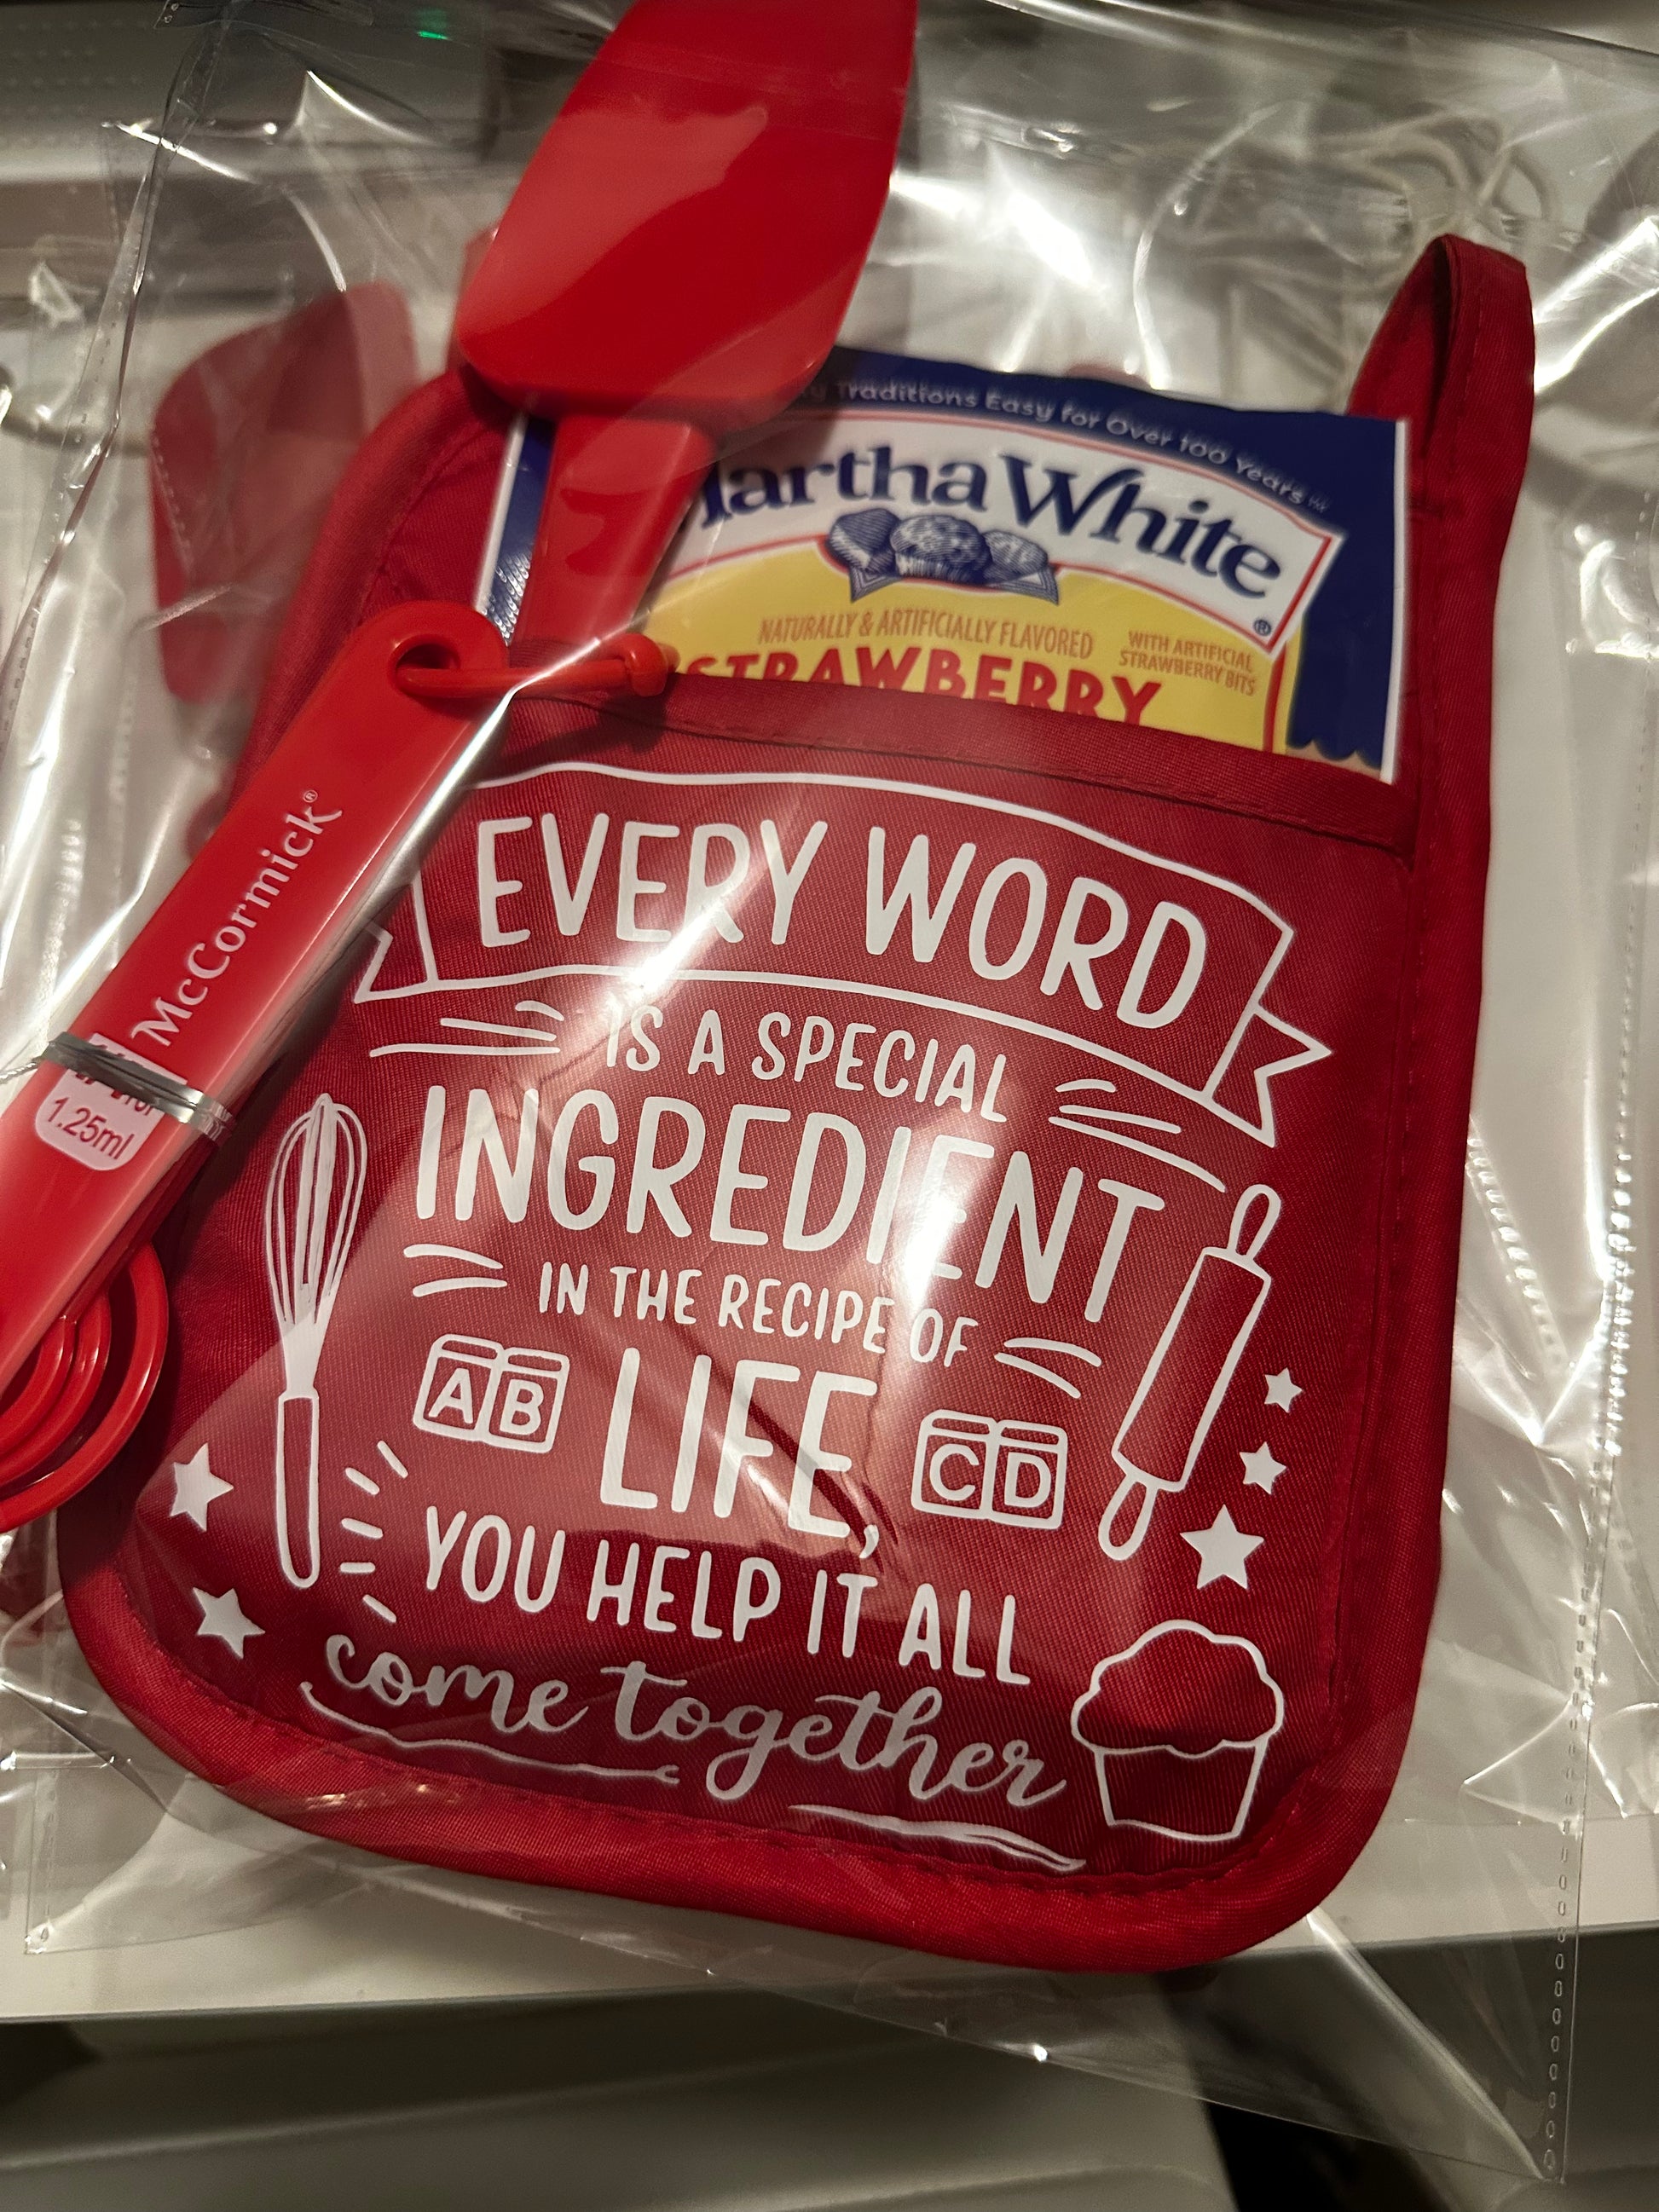 Traditions Easy for Over 100 Years™
Martha White®
NATURALLY & ARTIFICIALLY FLAVORED
WITH ARTIFICIAL
STRAWBERRY BITS
STRAWBERRY
McCormick®
1.25ml
EVERY WORD
IS A SPECIAL
INGREDIENT
IN THE RECIPE OF
AB LIFE, CD
YOU HELP IT ALL
come together